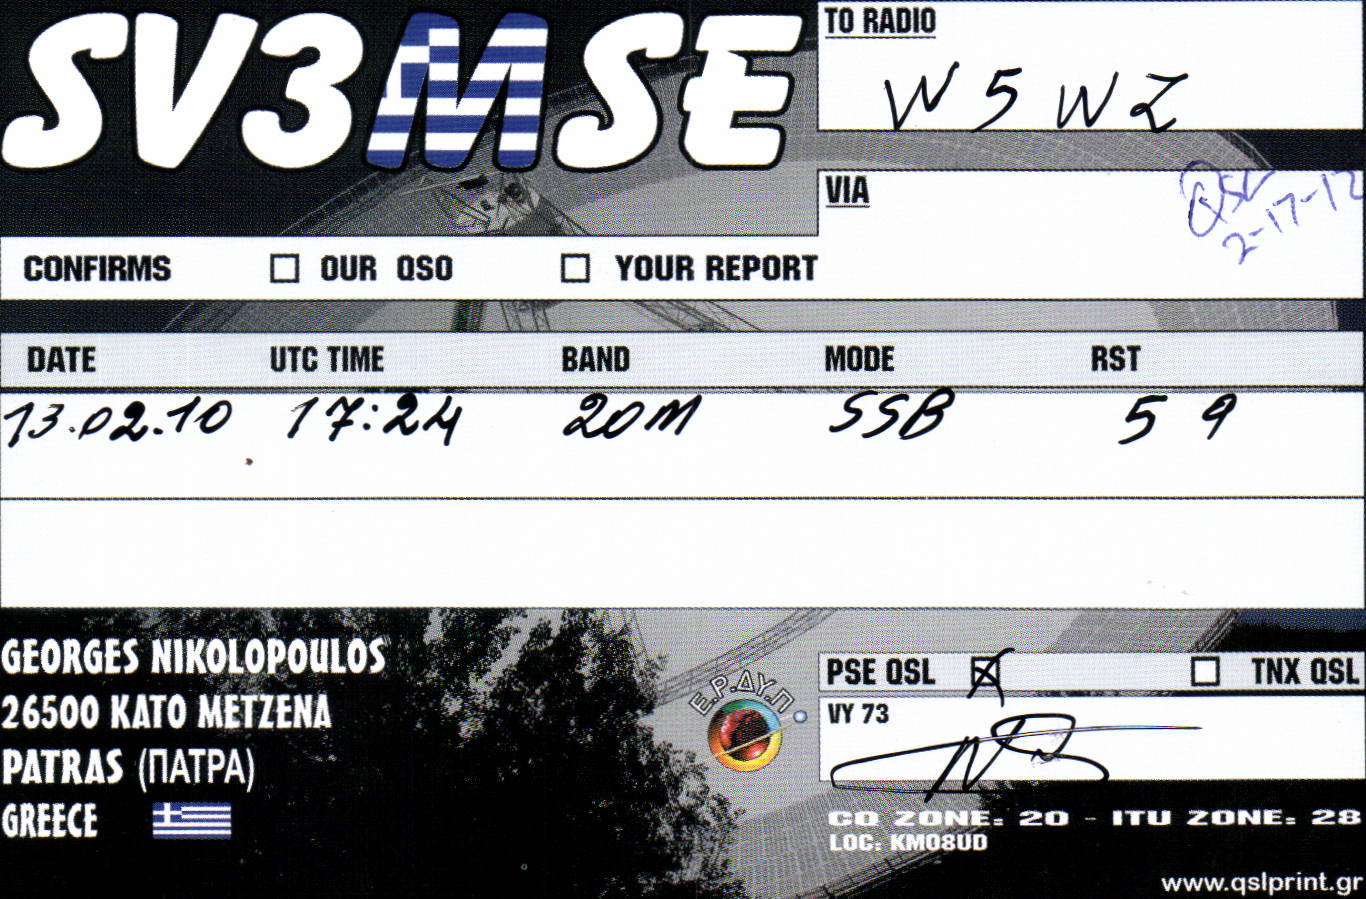 SV3MSE
TO RADIO
W5WZ
VIA
QSL
2-17-12
CONFIRMS OUR QSO YOUR REPORT
DATE UTC TIME BAND MODE RST
13.02.10 17:24 20M SSB 59
GEORGES NIKOLOPOULOS
26500 KATO METZENA
PATRAS (ΠΑΤΡΑ)
GREECE
Ε.Ρ.ΔΥ.Π
PSE QSL TNX QSL
VY 73
CQ ZONE: 20 - ITU ZONE: 28
LOC: KM08UD
www.qslprint.gr